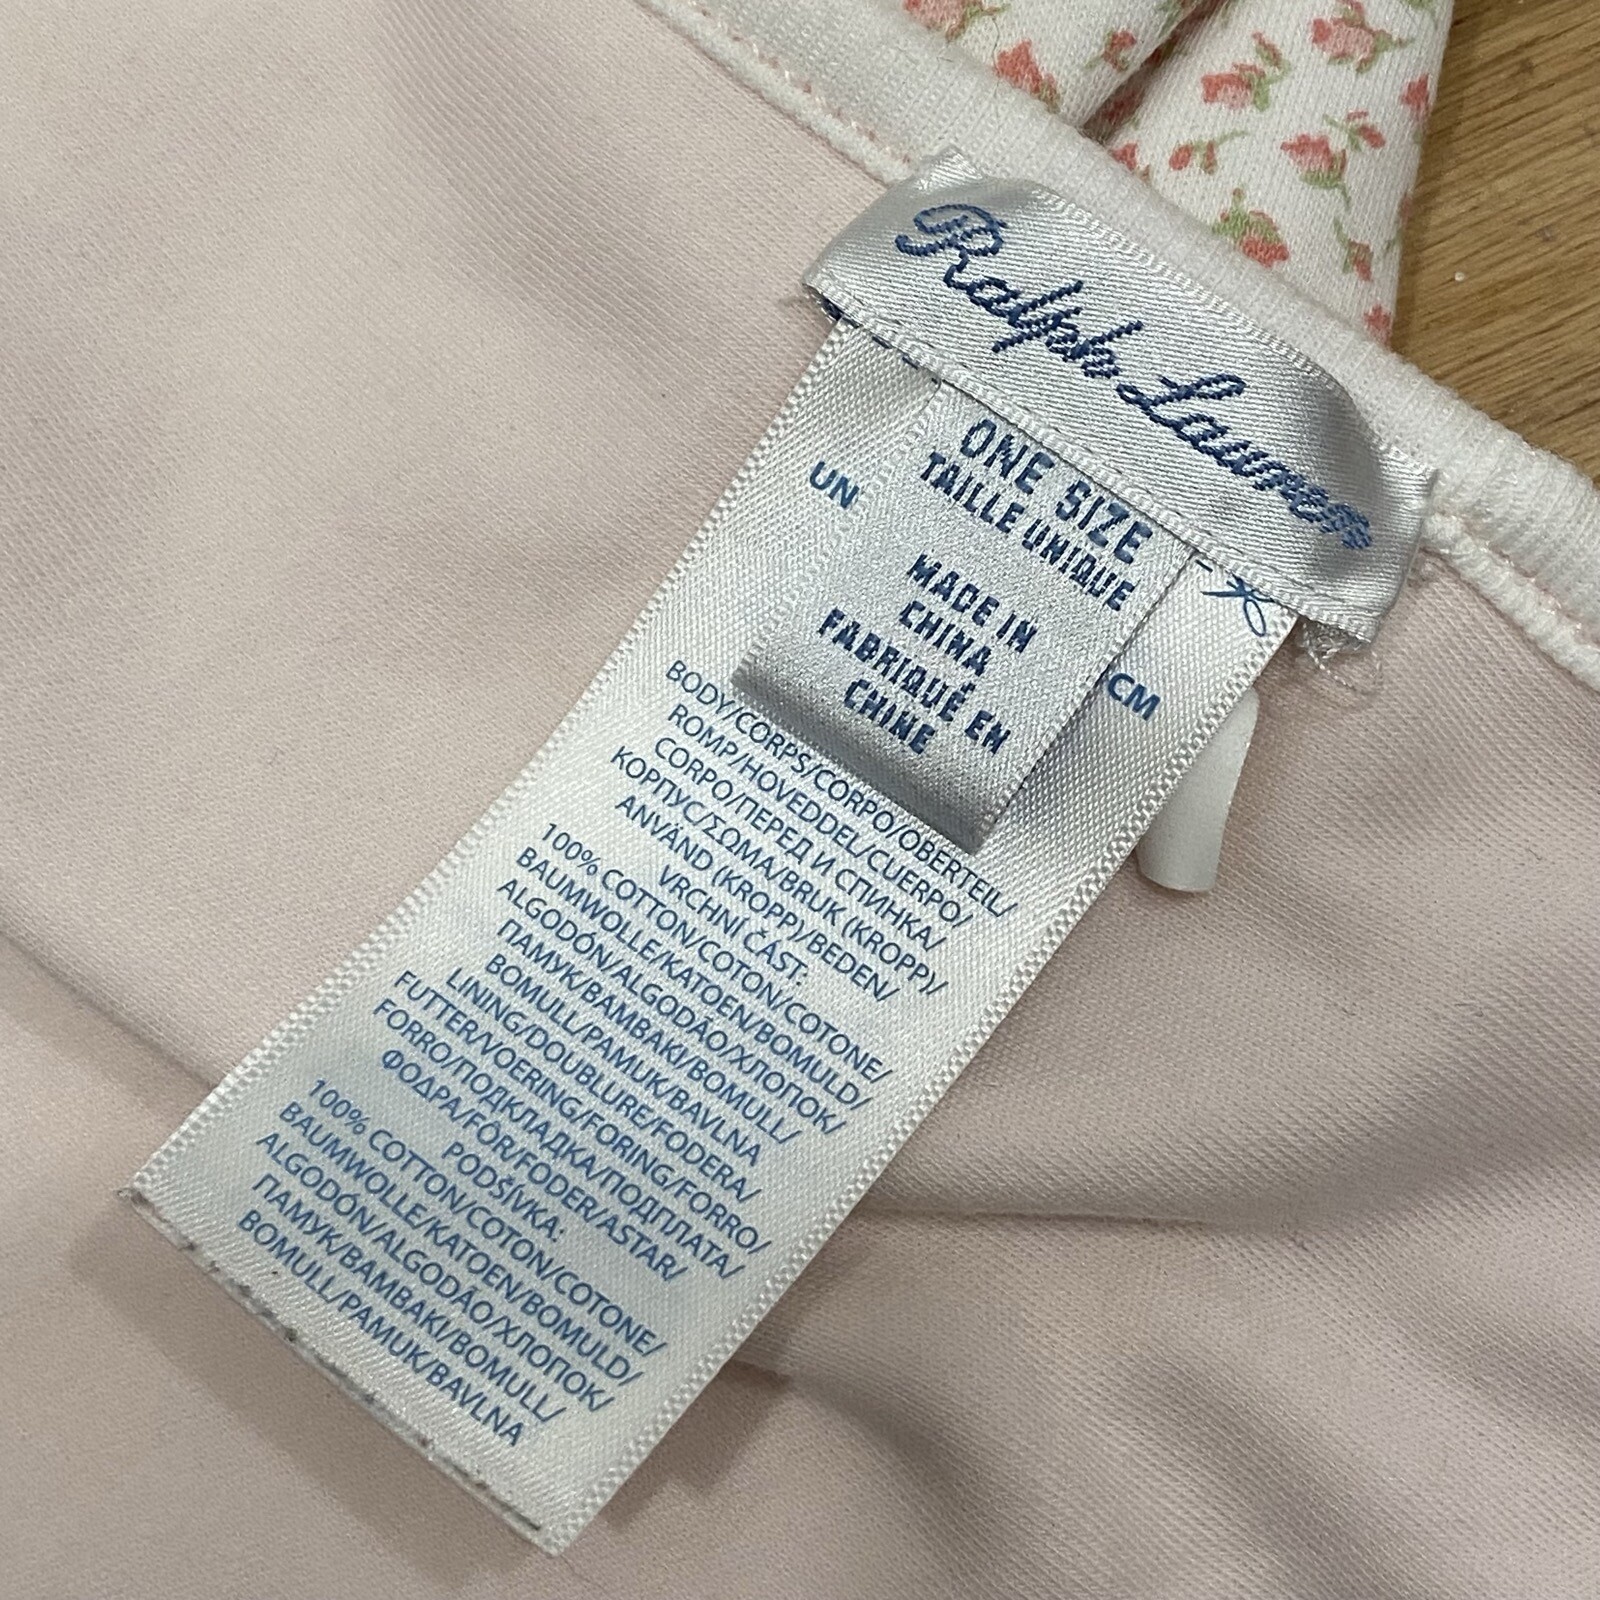 Ralph Lauren
ONE SIZE
TAILLE UNIQUE
MADE IN
CHINA
FABRIQUÉ EN
CHINE
UN
CM
BODY/CORPS/CORPO/OBERTEIL/
ROMP/HOVEDDEL/CUERPO/
CORPO/ПЕРЕД И СПИНКА/
КОРПУС/ΣΩΜΑ/BRUK (KROPP)/
ANVÄND (KROPP)/BEDEN/
VRCHNÍ ČÁST:
100% COTTON/COTON/COTONE/
BAUMWOLLE/KATOEN/BOMULD/
ALGODÓN/ALGODÃO/ХЛОПОК/
ПАМУК/BAMBAKI/BOMULL/
BOMULL/PAMUK/BAVLNA
LINING/DOUBLURE/FODERA/
FUTTER/VOERING/FORING/FORRO/
FORRO/ПОДКЛАДКА/ПОДПЛАТА/
ΦΟΔΡΑ/FÔR/FODER/ASTAR/
PODŠÍVKA:
100% COTTON/COTON/COTONE/
BAUMWOLLE/KATOEN/BOMULD/
ALGODÓN/ALGODÃO/ХЛОПОК/
ПАМУК/BAMBAKI/BOMULL/
BOMULL/PAMUK/BAVLNA